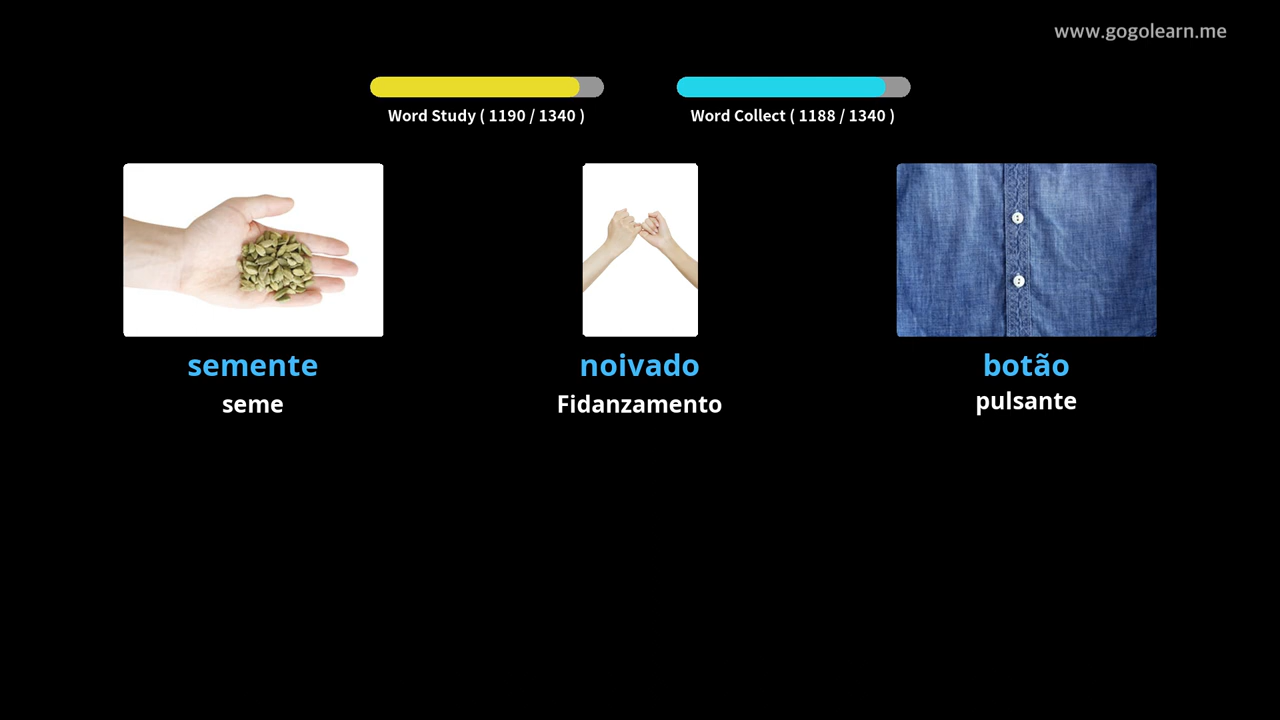 www.gogolearn.me
Word Study ( 1190 / 1340 )
Word Collect ( 1188 / 1340 )
semente
seme
noivado
Fidanzamento
botão
pulsante